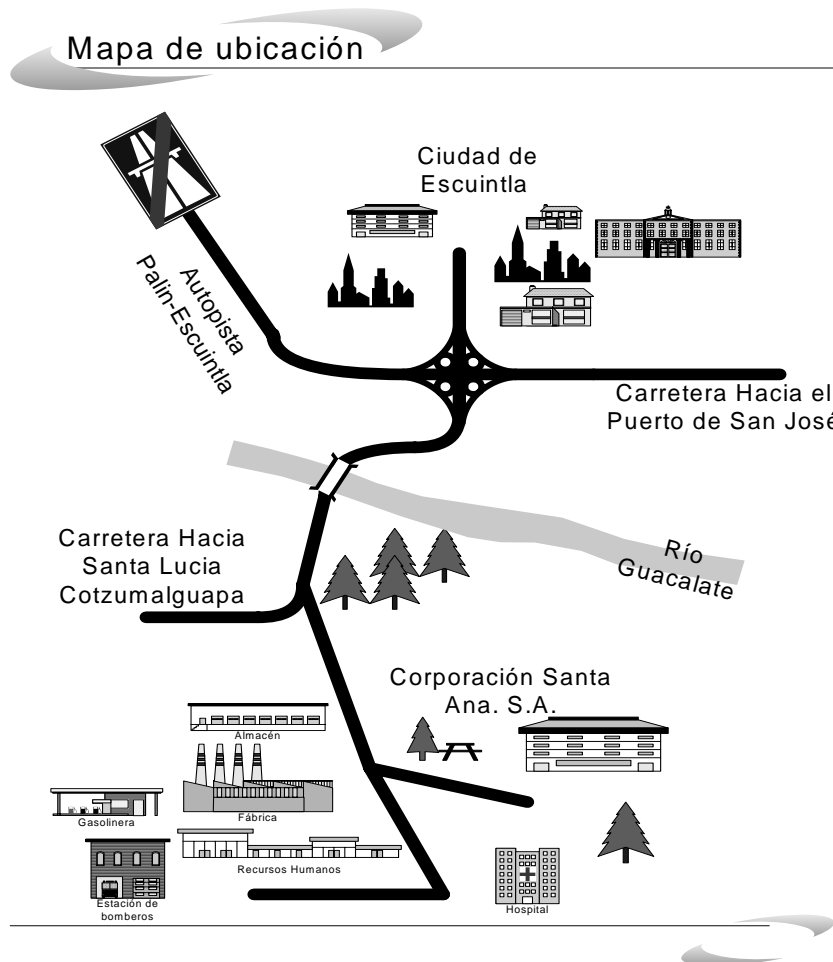 Mapa de ubicación
Ciudad de
Escuintla
Autopista
Palin-Escuintla
Carretera Hacia el
Puerto de San José
Carretera Hacia
Santa Lucia
Cotzumalguapa
Río
Guacalate
Corporación Santa
Ana. S.A.
Almacén
Fábrica
Gasolinera
Recursos Humanos
Estación de
bomberos
Hospital